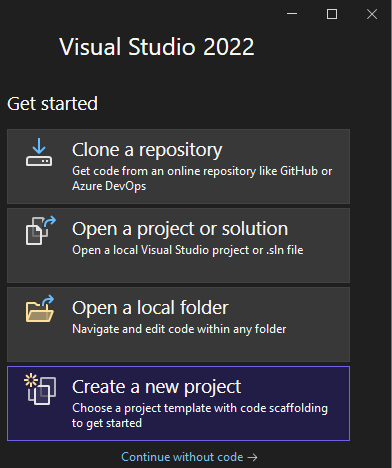 Visual Studio 2022
Get started
Clone a repository
Get code from an online repository like GitHub or
Azure DevOps
Open a project or solution
Open a local Visual Studio project or .sln file
Open a local folder
Navigate and edit code within any folder
Create a new project
Choose a project template with code scaffolding
to get started
Continue without code →